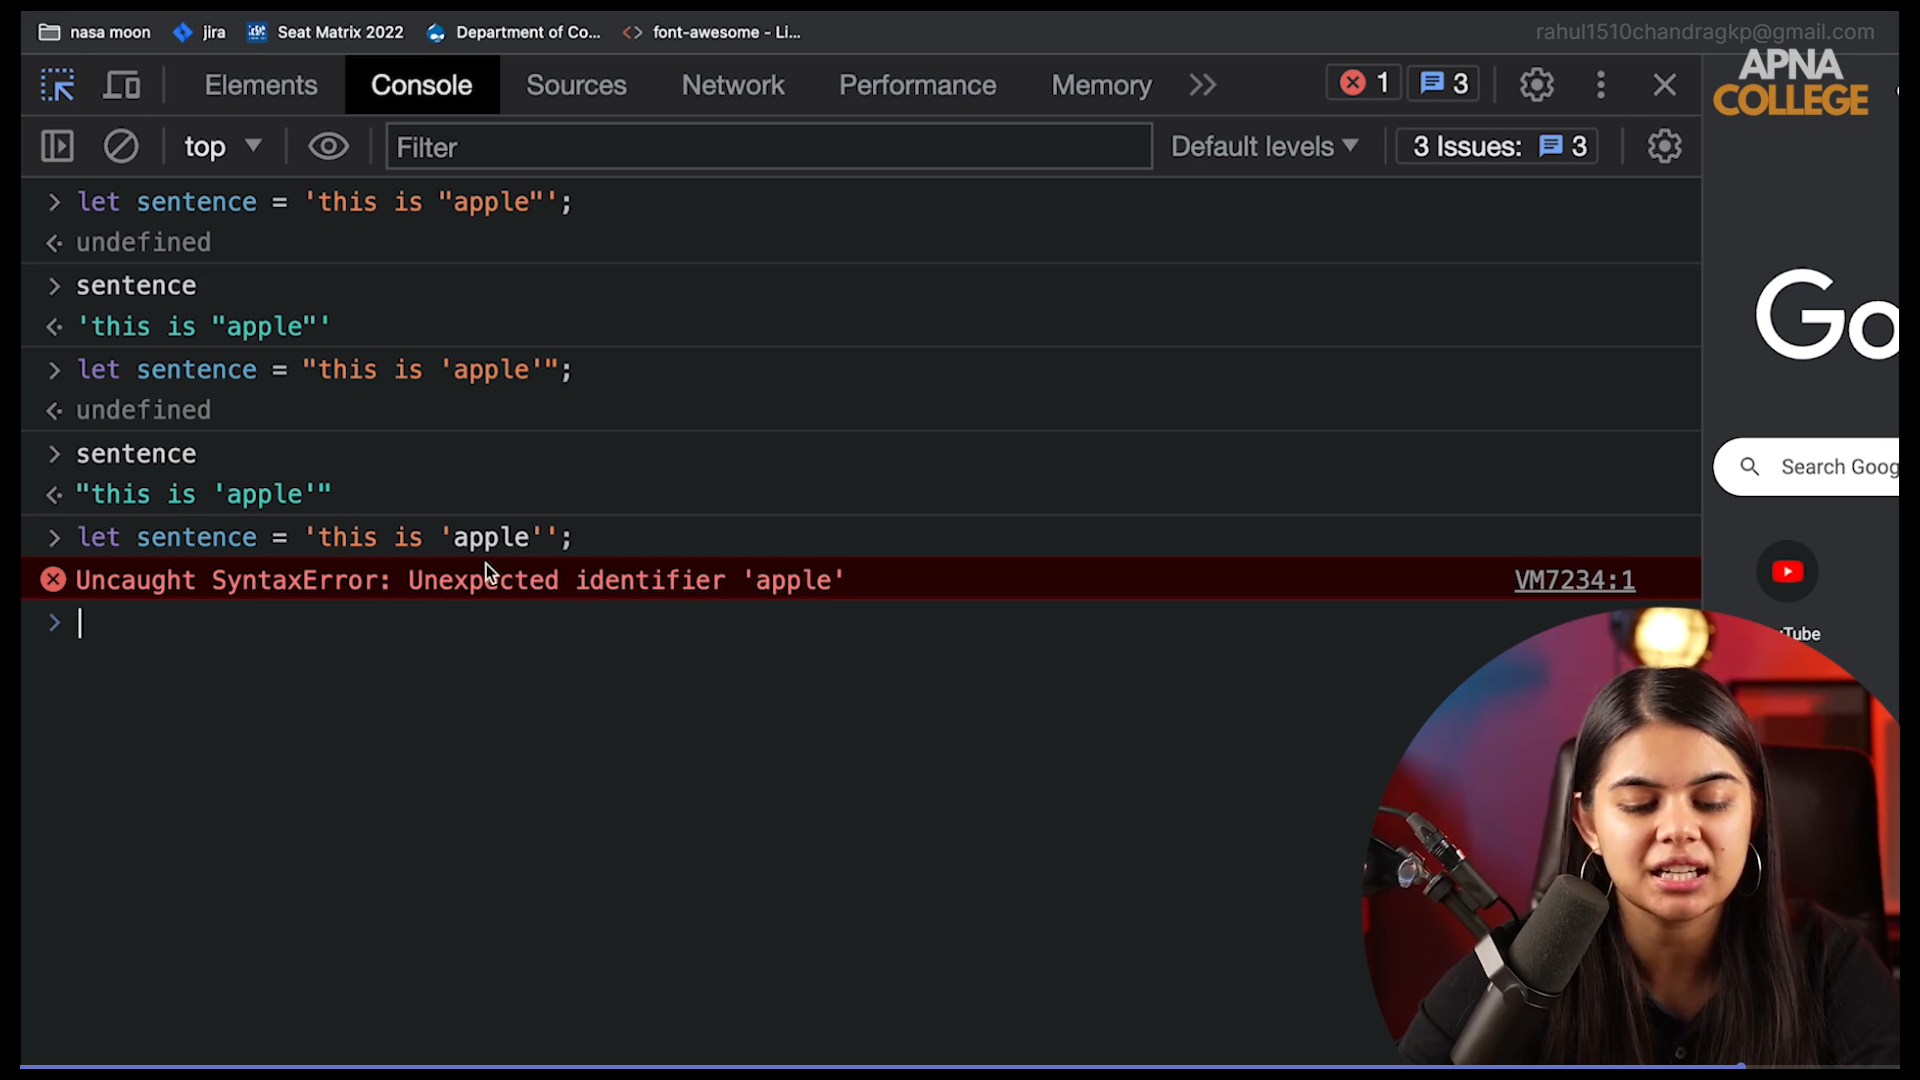 nasa moon jira Seat Matrix 2022 Department of Co... font-awesome - Li...
rahul1510chandragkp@gmail.com
APNA
COLLEGE
Elements Console Sources Network Performance Memory 1 3
top Filter Default levels 3 Issues: 3
let sentence = 'this is "apple"';
undefined
sentence
'this is "apple"'
let sentence = "this is 'apple'";
undefined
sentence
"this is 'apple'"
let sentence = 'this is 'apple'';
Uncaught SyntaxError: Unexpected identifier 'apple' VM7234:1
Go
Search Goog
Tube